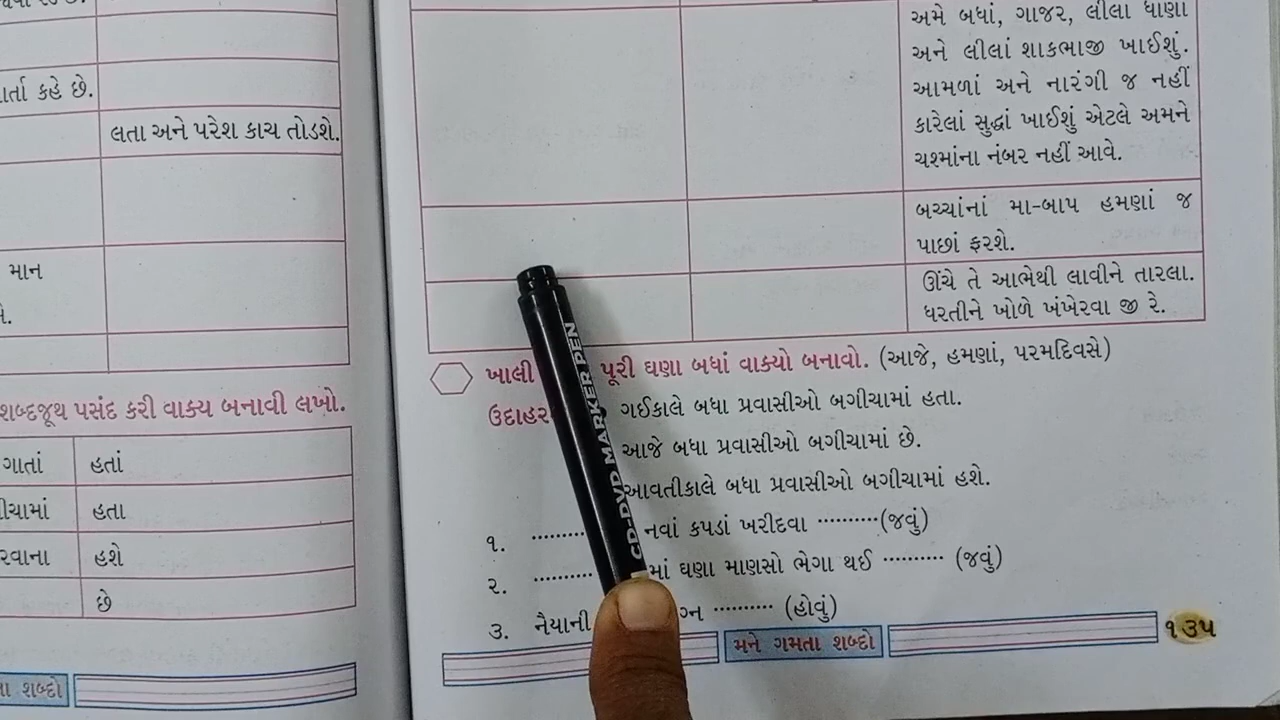 ાર્તા કહે છે.
લતા અને પરેશ કાચ તોડશે.
માન
શબ્દજૂથ પસંદ કરી વાક્ય બનાવી લખો.
ગાતાં હતાં
ીચામાં હતા
રવાના હશે
છે
શબ્દો
અમે બધાં, ગાજર, લીલા ધાણા
અને લીલાં શાકભાજી ખાઈશું.
આમળાં અને નારંગી જ નહીં
કારેલાં સુદ્ધાં ખાઈશું એટલે અમને
ચશ્માંના નંબર નહીં આવે.
બચ્ચાંનાં મા-બાપ હમણાં જ
પાછાં ફરશે.
ઊંચે તે આભેથી લાવીને તારલા.
ધરતીને ખોળે ખંખેરવા જી રે.
ખાલી પૂરી ઘણા બધાં વાક્યો બનાવો. (આજે, હમણાં, પરમદિવસે)
ઉદાહર ગઈકાલે બધા પ્રવાસીઓ બગીચામાં હતા.
આજે બધા પ્રવાસીઓ બગીચામાં છે.
આવતીકાલે બધા પ્રવાસીઓ બગીચામાં હશે.
૧. ........ નવાં કપડાં ખરીદવા ..........(જવું)
૨. ......... માં ઘણા માણસો ભેગા થઈ .......... (જવું)
૩. નૈયાની ગ્ન .......... (હોવું)
મને ગમતા શબ્દો
૧૩૫
CD-DVD MARKER PEN